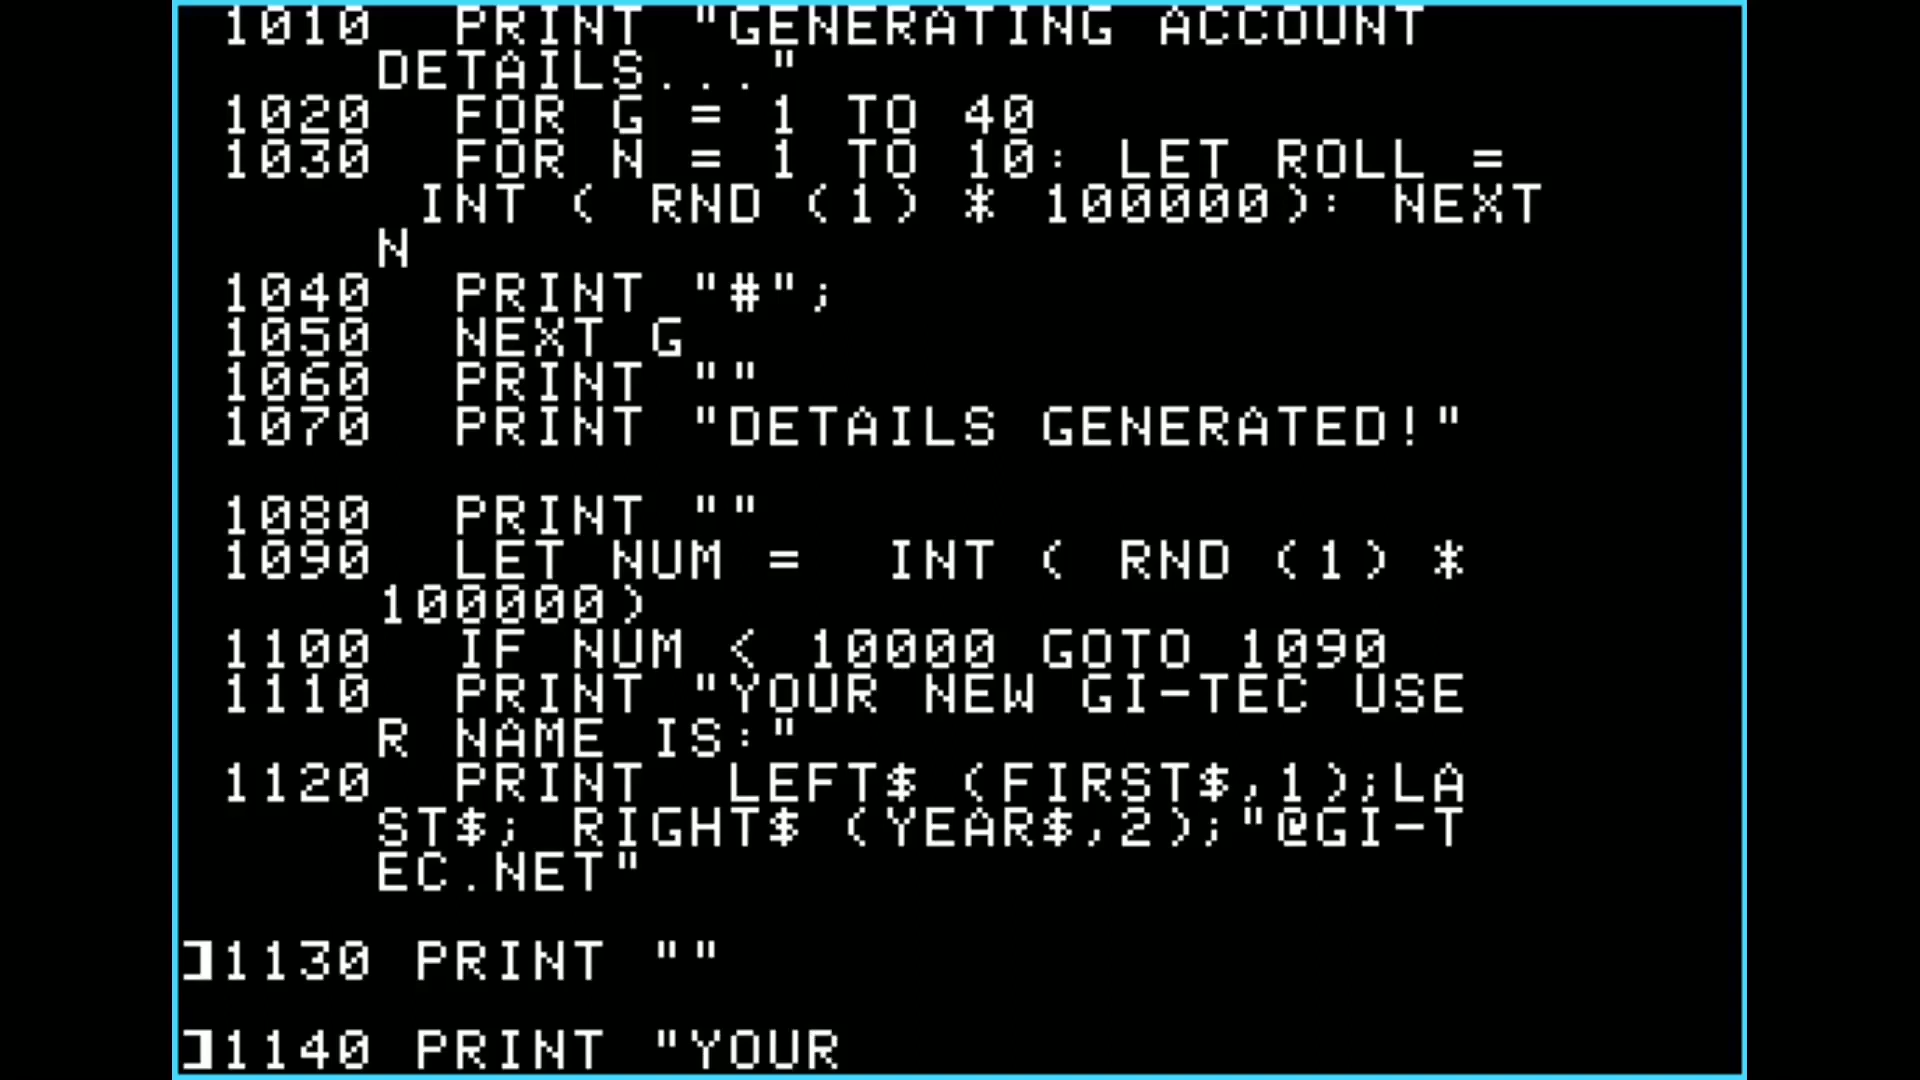 1010  PRINT "GENERATING ACCOUNT
DETAILS..."
1020  FOR G = 1 TO 40
1030  FOR N = 1 TO 10: LET ROLL =
INT ( RND (1) * 100000): NEXT
N
1040  PRINT "#";
1050  NEXT G
1060  PRINT ""
1070  PRINT "DETAILS GENERATED!"
1080  PRINT ""
1090  LET NUM =  INT ( RND (1) *
100000)
1100  IF NUM < 10000 GOTO 1090
1110  PRINT "YOUR NEW GI-TEC USE
R NAME IS:"
1120  PRINT  LEFT$ (FIRST$,1);LA
ST$; RIGHT$ (YEAR$,2);"@GI-T
EC.NET"
]1130 PRINT ""
]1140 PRINT "YOUR